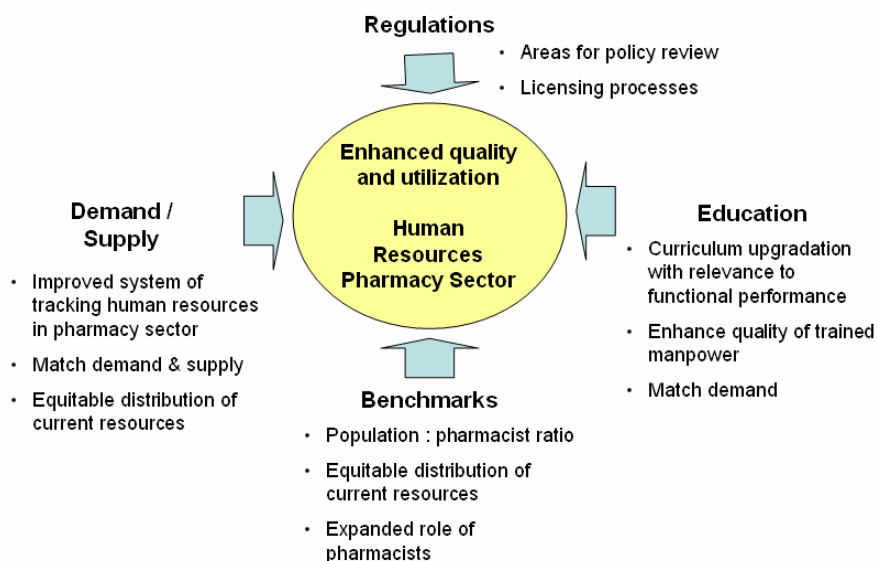 Regulations
• Areas for policy review
• Licensing processes
Enhanced quality
and utilization
Human
Resources
Pharmacy Sector
Demand /
Supply
• Improved system of
tracking human resources
in pharmacy sector
• Match demand & supply
• Equitable distribution of
current resources
Education
• Curriculum upgradation
with relevance to
functional performance
• Enhance quality of trained
manpower
• Match demand
Benchmarks
• Population : pharmacist ratio
• Equitable distribution of
current resources
• Expanded role of
pharmacists